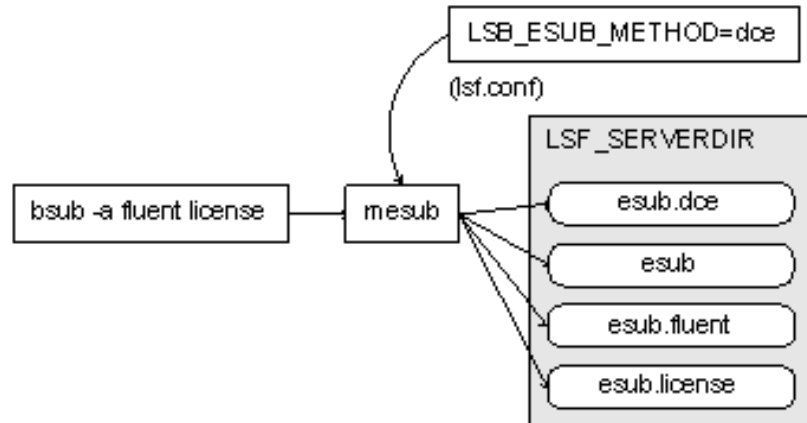 LSB_ESUB_METHOD=dce
(lsf.conf)
LSF_SERVERDIR
bsub -a fluent license
mesub
esub.dce
esub
esub.fluent
esub.license